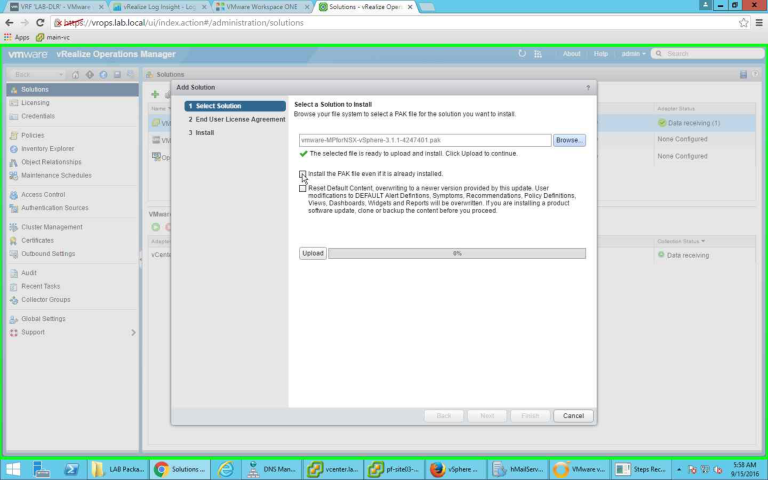 VRF 'LAB-DLR' - VMwar
vRealize Log Insight - Log
VMware Workspace ONE
Solutions - vRealize Oper
https://vrops.lab.local/ui/index.action#/administration/solutions
Apps
main-vc
vmware vRealize Operations Manager
About
Help
admin
Search
Back
Solutions
Solutions
Licensing
Credentials
Policies
Inventory Explorer
Object Relationships
Maintenance Schedules
Access Control
Authentication Sources
Cluster Management
Certificates
Outbound Settings
Audit
Recent Tasks
Collector Groups
Global Settings
Support
Name
VM
VM
Op
VMwar
Adapter
vCente
Adapter Status
Data receiving (1)
None Configured
None Configured
Collection Status
Data receiving
Add Solution
?
1 Select Solution
2 End User License Agreement
3 Install
Select a Solution to Install
Browse your file system to select a PAK file for the solution you want to install.
vmware-MPforNSX-vSphere-3.1.1-4247401.pak
Browse...
The selected file is ready to upload and install. Click Upload to continue.
Install the PAK file even if it is already installed.
Reset Default Content, overwriting to a newer version provided by this update. User
modifications to DEFAULT Alert Definitions, Symptoms, Recommendations, Policy Definitions,
Views, Dashboards, Widgets and Reports will be overwritten. If you are installing a product
software update, clone or backup the content before you proceed.
Upload
0%
Back
Next
Finish
Cancel
LAB Packa...
Solutions ...
DNS Man...
vcenter.la...
pf-site03-...
vSphere ...
hMailServ...
VMware v...
Steps Rec...
5:58 AM
9/15/2016